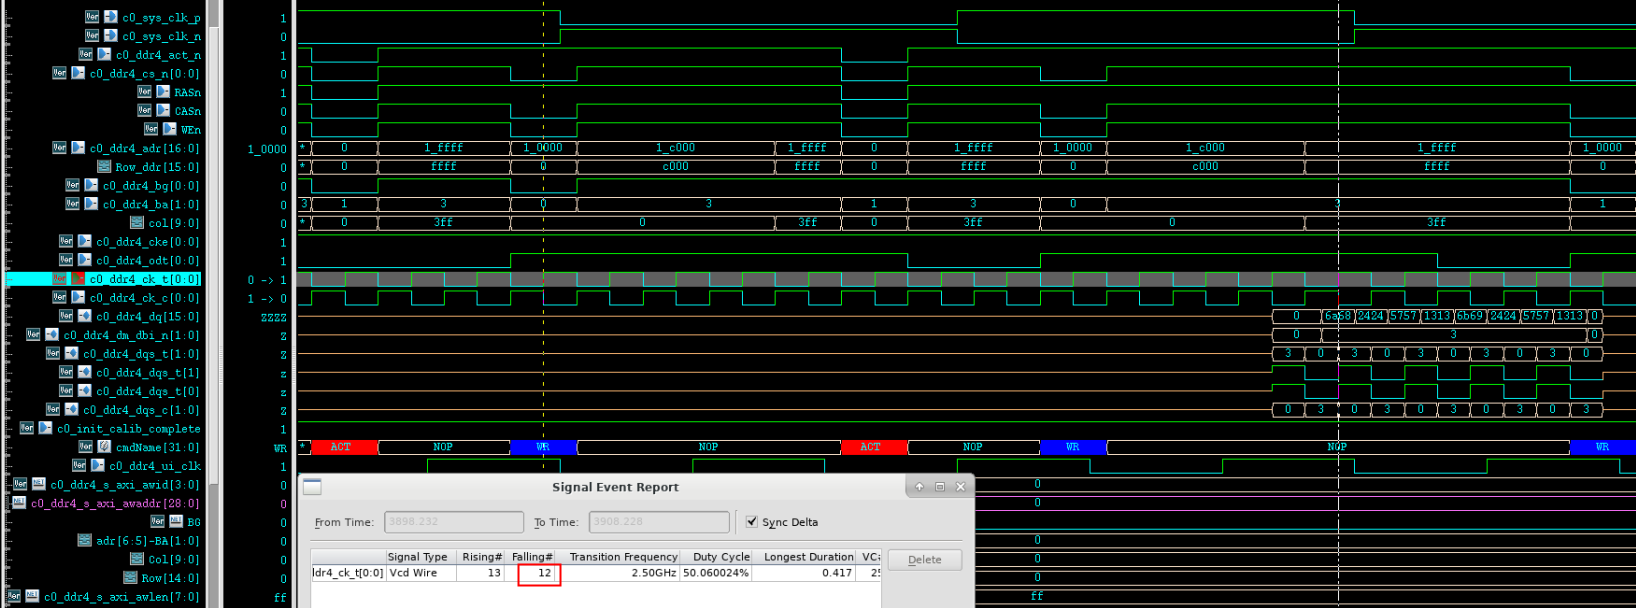 c0_sys_clk_p 1
c0_sys_clk_n 0
c0_ddr4_act_n 1
c0_ddr4_cs_n[0:0] 0
RASn 1
CASn 0
WEn 0
c0_ddr4_adr[16:0] 1_0000 * 0 1_ffff 1_0000 1_c000 1_ffff 0 1_ffff 1_0000 1_c000 1_ffff 1_0000
Row_ddr[15:0] 0 * 0 ffff 0 c000 ffff 0 ffff 0 c000 ffff 0
c0_ddr4_bg[0:0] 0
c0_ddr4_ba[1:0] 0 3 1 3 0 3 1 3 0 3 1
col[9:0] 0 * 0 3ff 0 3ff 0 3ff 0 3ff
c0_ddr4_cke[0:0] 1
c0_ddr4_odt[0:0] 1
c0_ddr4_ck_t[0:0] 0 -> 1
c0_ddr4_ck_c[0:0] 1 -> 0
c0_ddr4_dq[15:0] ZZZZ 0 6a68 2424 5757 1313 6b69 2424 5757 1313 0
c0_ddr4_dm_dbi_n[1:0] Z 0 3 0
c0_ddr4_dqs_t[1:0] Z 3 0 3 0 3 0 3 0 3 0
c0_ddr4_dqs_t[1] Z
c0_ddr4_dqs_t[0] Z
c0_ddr4_dqs_c[1:0] Z 0 3 0 3 0 3 0 3 0 3
c0_init_calib_complete 1
cmdName[31:0] WR * ACT NOP WR NOP ACT NOP WR NOP WR
c0_ddr4_ui_clk 1
c0_ddr4_s_axi_awid[3:0] 0 0
c0_ddr4_s_axi_awaddr[28:0] 0 0
BG 0
adr[6:5]-BA[1:0] 0 0
Col[9:0] 0 0
Row[14:0] 0 0
c0_ddr4_s_axi_awlen[7:0] ff ff
Signal Event Report
From Time: 3898.232 To Time: 3908.228 Sync Delta
Signal Type Rising# Falling# Transition Frequency Duty Cycle Longest Duration VC Delete
ldr4_ck_t[0:0] Vcd Wire 13 12 2.50GHz 50.060024% 0.417 25